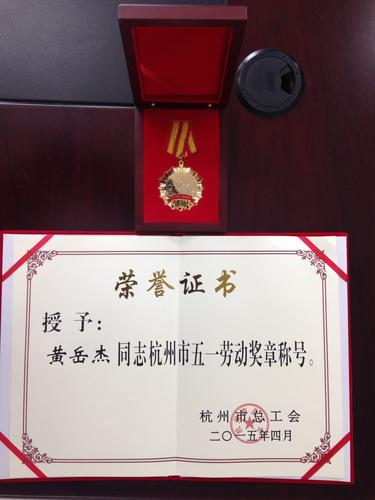 荣誉证书
授予：
黄岳杰 同志杭州市五一劳动奖章称号。
杭州市总工会
二〇一五年四月